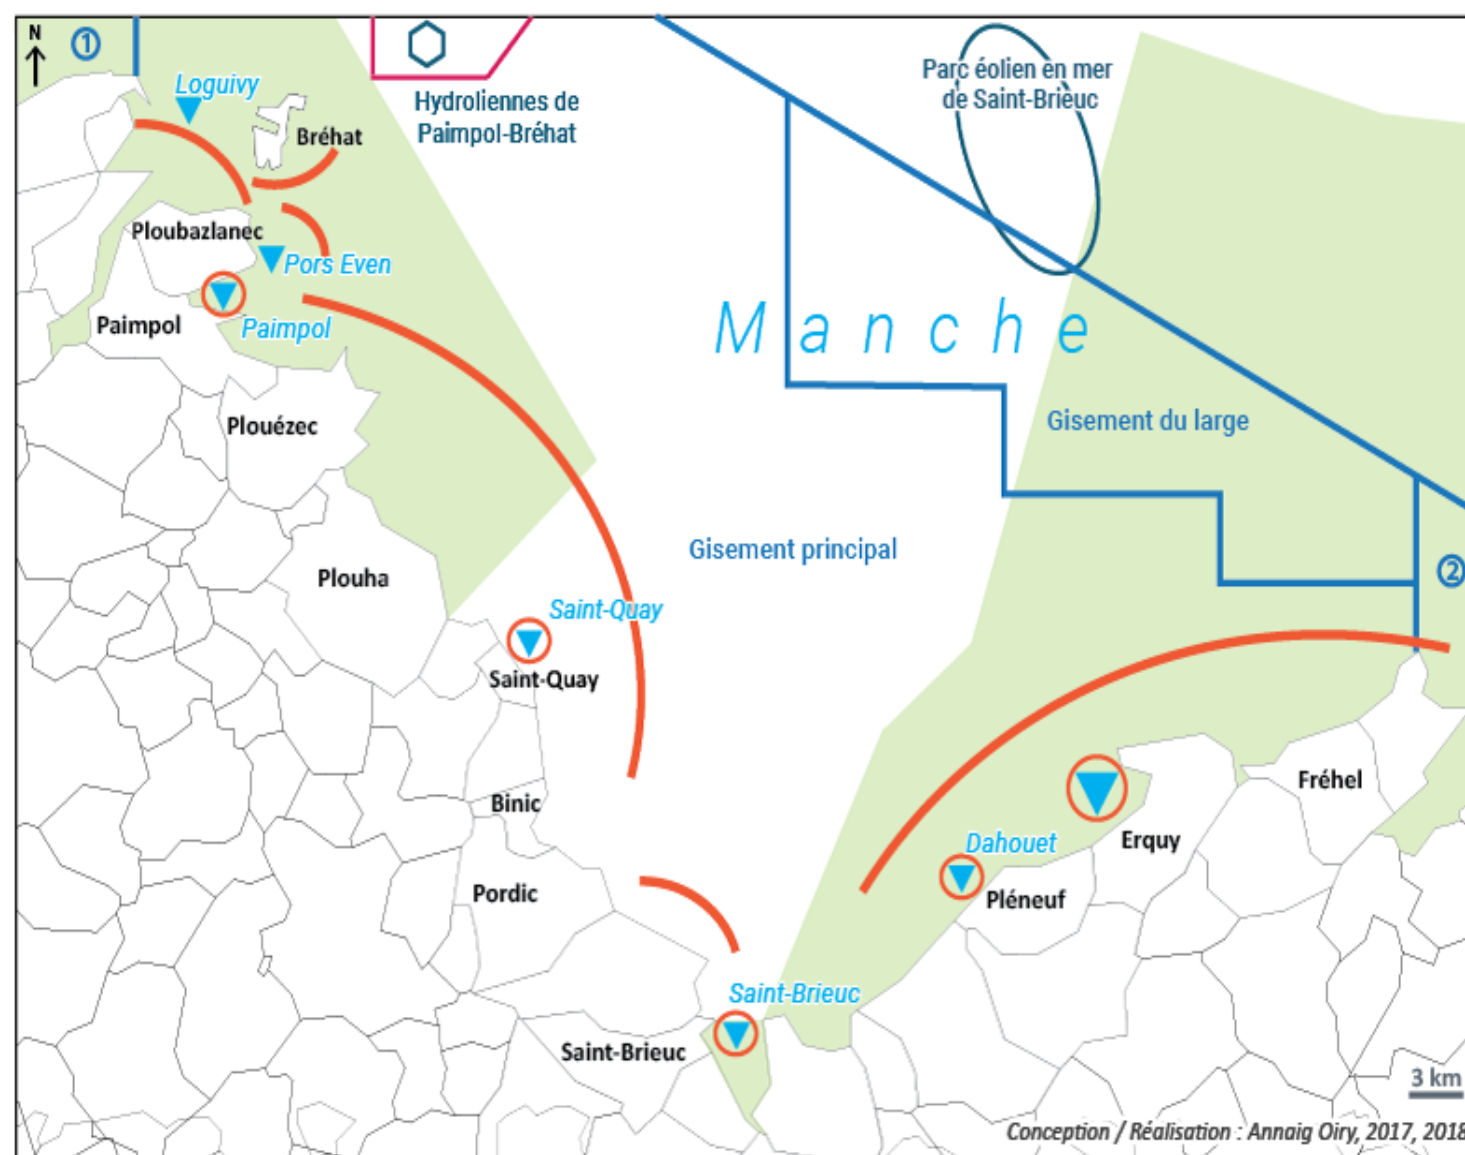 N
1
Loguivy
Bréhat
Hydroliennes de
Paimpol-Bréhat
Parc éolien en mer
de Saint-Brieuc
Ploubazlanec
Pors Even
Paimpol
Paimpol
Manche
Plouézec
Gisement du large
Gisement principal
2
Plouha
Saint-Quay
Saint-Quay
Binic
Fréhel
Erquy
Dahouet
Pléneuf
Pordic
Saint-Brieuc
Saint-Brieuc
3 km
Conception / Réalisation : Annaig Oiry, 2017, 2018